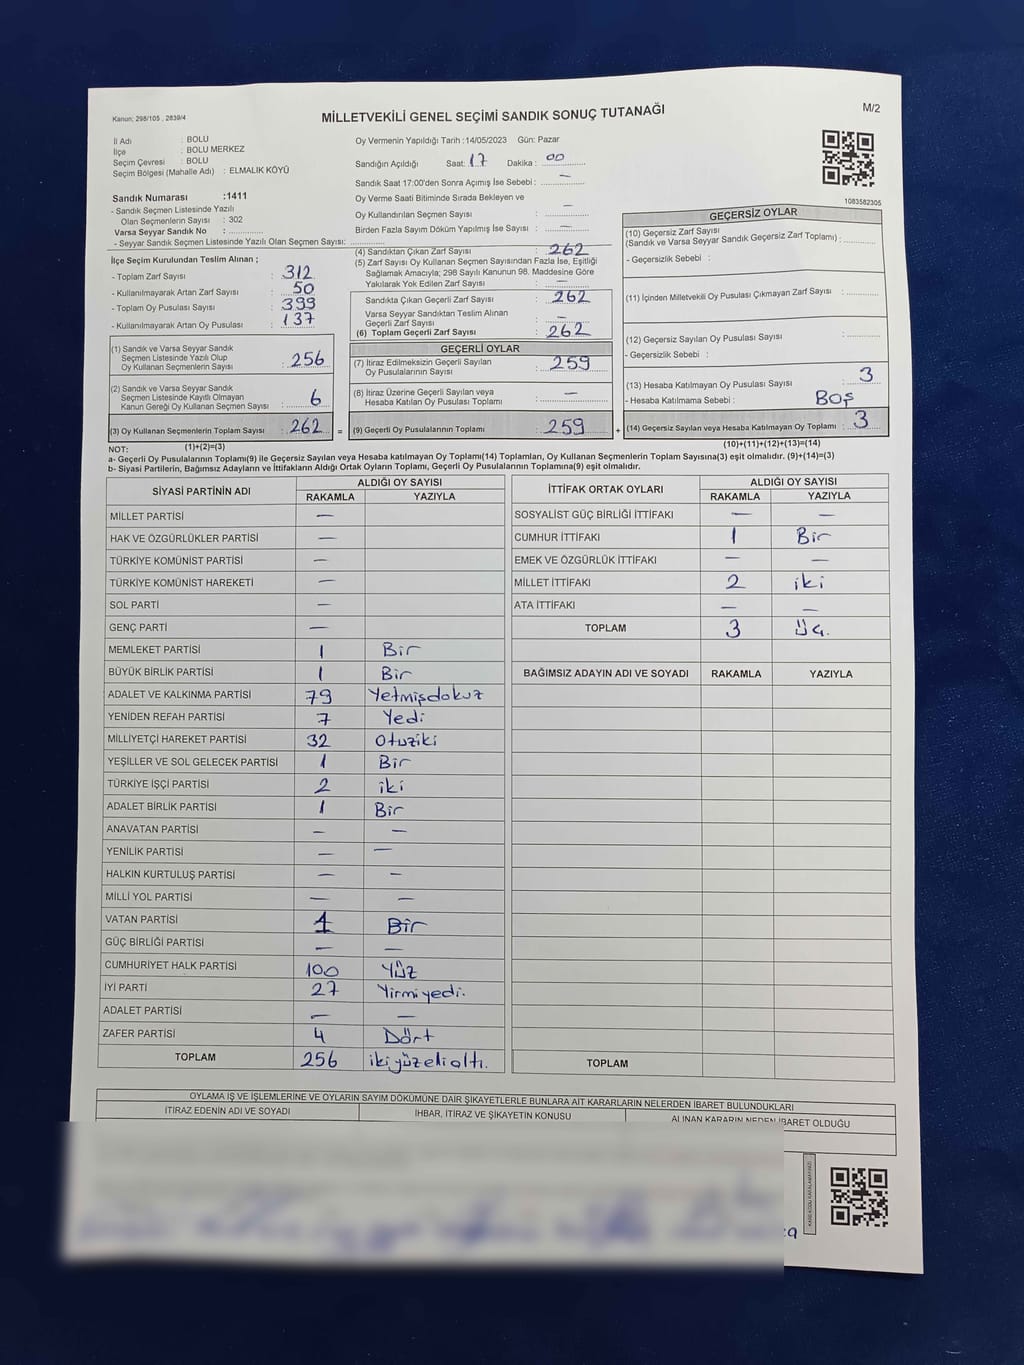 Kanun: 298/105 , 2839/4
MİLLETVEKİLİ GENEL SEÇİMİ SANDIK SONUÇ TUTANAĞI
M/2
İl Adı : BOLU
İlçe : BOLU MERKEZ
Seçim Çevresi : BOLU
Seçim Bölgesi (Mahalle Adı) : ELMALIK KÖYÜ
Sandık Numarası :1411
- Sandık Seçmen Listesinde Yazılı
Olan Seçmenlerin Sayısı : 302
Varsa Seyyar Sandık No :
- Seyyar Sandık Seçmen Listesinde Yazılı Olan Seçmen Sayısı:
Oy Vermenin Yapıldığı Tarih :14/05/2023 Gün: Pazar
Sandığın Açıldığı Saat: 17 Dakika : 00
Sandık Saat 17:00'den Sonra Açımış İse Sebebi : —
Oy Verme Saati Bitiminde Sırada Bekleyen ve
Oy Kullandırılan Seçmen Sayısı : —
Birden Fazla Sayım Döküm Yapılmış İse Sayısı : —
1083582305
İlçe Seçim Kurulundan Teslim Alınan ;
- Toplam Zarf Sayısı : 312
- Kullanılmayarak Artan Zarf Sayısı : 50
- Toplam Oy Pusulası Sayısı : 399
- Kullanılmayarak Artan Oy Pusulası : 137
(1) Sandık ve Varsa Seyyar Sandık
Seçmen Listesinde Yazılı Olup
Oy Kullanan Seçmenlerin Sayısı : 256
(2) Sandık ve Varsa Seyyar Sandık
Seçmen Listesinde Kayıtlı Olmayan
Kanun Gereği Oy Kullanan Seçmen Sayısı : 6
(3) Oy Kullanan Seçmenlerin Toplam Sayısı : 262 =
(1)+(2)=(3)
(4) Sandıktan Çıkan Zarf Sayısı : 262
(5) Zarf Sayısı Oy Kullanan Seçmen Sayısından Fazla İse, Eşitliği
Sağlamak Amacıyla; 298 Sayılı Kanunun 98. Maddesine Göre
Yakılarak Yok Edilen Zarf Sayısı : —
Sandıkta Çıkan Geçerli Zarf Sayısı : 262
Varsa Seyyar Sandıktan Teslim Alınan
Geçerli Zarf Sayısı : —
(6) Toplam Geçerli Zarf Sayısı : 262
GEÇERLİ OYLAR
(7) İtiraz Edilmeksizin Geçerli Sayılan
Oy Pusulalarının Sayısı : 259
(8) İtiraz Üzerine Geçerli Sayılan veya
Hesaba Katılan Oy Pusulası Toplamı : —
(9) Geçerli Oy Pusulalarının Toplamı : 259 +
GEÇERSİZ OYLAR
(10) Geçersiz Zarf Sayısı
(Sandık ve Varsa Seyyar Sandık Geçersiz Zarf Toplamı) :
- Geçersizlik Sebebi :
(11) İçinden Milletvekili Oy Pusulası Çıkmayan Zarf Sayısı :
(12) Geçersiz Sayılan Oy Pusulası Sayısı :
- Geçersizlik Sebebi :
(13) Hesaba Katılmayan Oy Pusulası Sayısı : 3
- Hesaba Katılmama Sebebi : BOŞ
(14) Geçersiz Sayılan veya Hesaba Katılmayan Oy Toplamı : 3
(10)+(11)+(12)+(13)=(14)
NOT:
a- Geçerli Oy Pusulalarının Toplamı(9) ile Geçersiz Sayılan veya Hesaba katılmayan Oy Toplamı(14) Toplamları, Oy Kullanan Seçmenlerin Toplam Sayısına(3) eşit olmalıdır. (9)+(14)=(3)
b- Siyasi Partilerin, Bağımsız Adayların ve İttifakların Aldığı Ortak Oyların Toplamı, Geçerli Oy Pusulalarının Toplamına(9) eşit olmalıdır.
SİYASİ PARTİNİN ADI ALDIĞI OY SAYISI
RAKAMLA YAZIYLA
MİLLET PARTİSİ —
HAK VE ÖZGÜRLÜKLER PARTİSİ —
TÜRKİYE KOMÜNİST PARTİSİ —
TÜRKİYE KOMÜNİST HAREKETİ —
SOL PARTİ —
GENÇ PARTİ —
MEMLEKET PARTİSİ 1 Bir
BÜYÜK BİRLİK PARTİSİ 1 Bir
ADALET VE KALKINMA PARTİSİ 79 Yetmişdokuz
YENİDEN REFAH PARTİSİ 7 Yedi
MİLLİYETÇİ HAREKET PARTİSİ 32 Otuziki
YEŞİLLER VE SOL GELECEK PARTİSİ 1 Bir
TÜRKİYE İŞÇİ PARTİSİ 2 iki
ADALET BİRLİK PARTİSİ 1 Bir
ANAVATAN PARTİSİ — —
YENİLİK PARTİSİ — —
HALKIN KURTULUŞ PARTİSİ — —
MİLLİ YOL PARTİSİ — —
VATAN PARTİSİ 1 Bir
GÜÇ BİRLİĞİ PARTİSİ — —
CUMHURİYET HALK PARTİSİ 100 Yüz
İYİ PARTİ 27 Yirmiyedi.
ADALET PARTİSİ — —
ZAFER PARTİSİ 4 Dört
TOPLAM 256 ikiyüzelialtı.
İTTİFAK ORTAK OYLARI ALDIĞI OY SAYISI
RAKAMLA YAZIYLA
SOSYALİST GÜÇ BİRLİĞİ İTTİFAKI — —
CUMHUR İTTİFAKI 1 Bir
EMEK VE ÖZGÜRLÜK İTTİFAKI — —
MİLLET İTTİFAKI 2 iki
ATA İTTİFAKI — —
TOPLAM 3 Üç.
BAĞIMSIZ ADAYIN ADI VE SOYADI RAKAMLA YAZIYLA
TOPLAM
OYLAMA İŞ VE İŞLEMLERİNE VE OYLARIN SAYIM DÖKÜMÜNE DAİR ŞİKAYETLERLE BUNLARA AİT KARARLARIN NELERDEN İBARET BULUNDUKLARI
İTİRAZ EDENİN ADI VE SOYADI İHBAR, İTİRAZ VE ŞİKAYETİN KONUSU ALINAN KARARIN NEDEN İBARET OLDUĞU